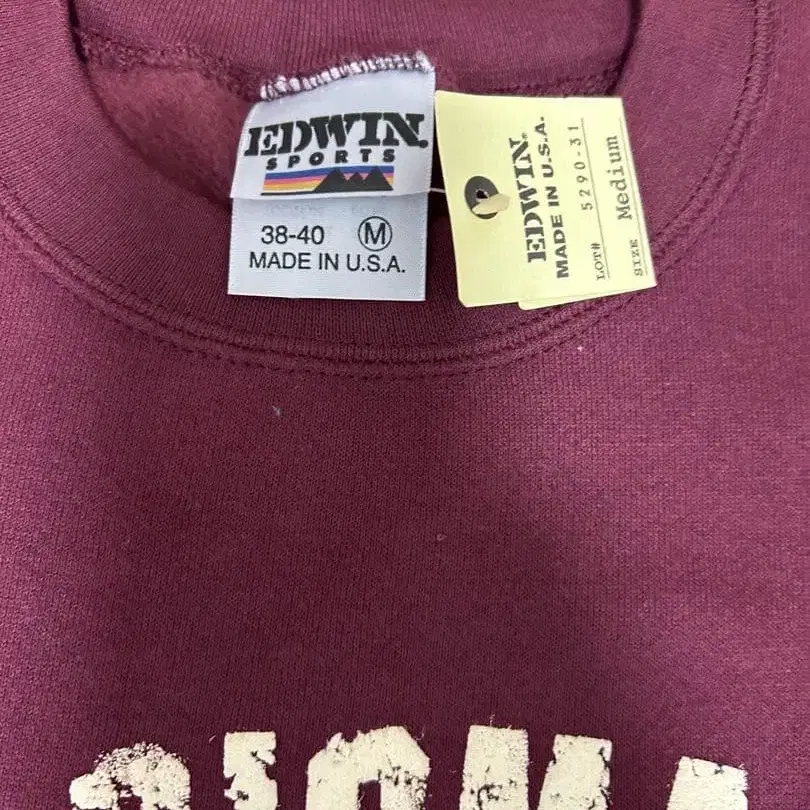 EDWIN.
SPORTS
38-40 M
MADE IN U.S.A.
EDWIN.
MADE IN U.S.A.
LOT# 5290-31
SIZE Medium